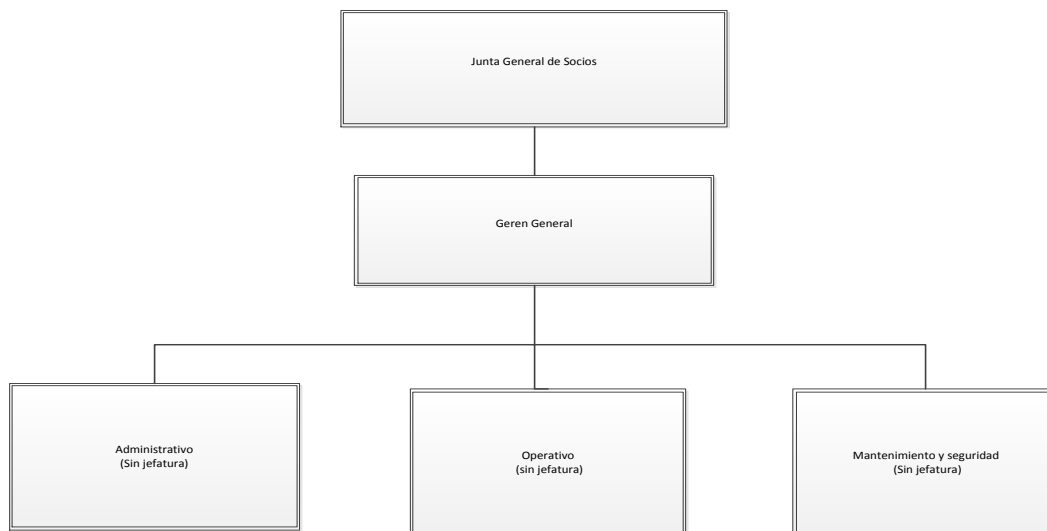 Junta General de Socios
Geren General
Administrativo
(Sin jefatura)
Operativo
(sin jefatura)
Mantenimiento y seguridad
(Sin jefatura)